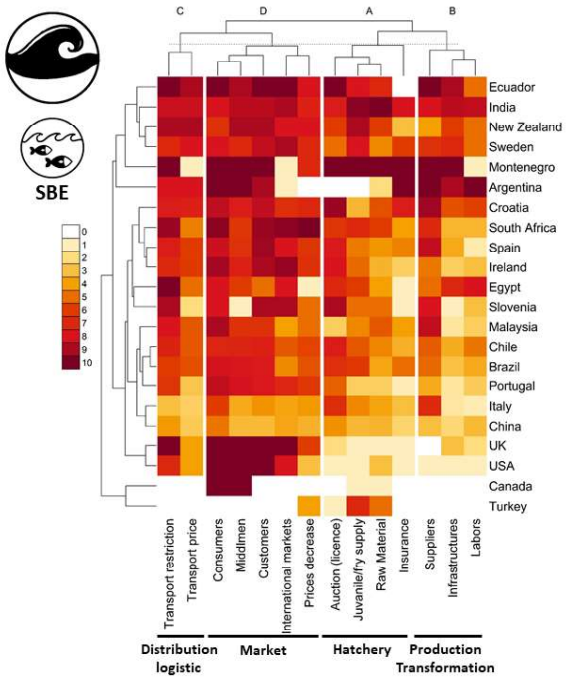 C D A B
SBE
0
1
2
3
4
5
6
7
8
9
10
Ecuador
India
New Zealand
Sweden
Montenegro
Argentina
Croatia
South Africa
Spain
Ireland
Egypt
Slovenia
Malaysia
Chile
Brazil
Portugal
Italy
China
UK
USA
Canada
Turkey
Transport restriction
Transport price
Consumers
Middlmen
Customers
International markets
Prices decrease
Auction (licence)
Juvanile/fry supply
Raw Material
Insurance
Suppliers
Infrastructures
Labors
Distribution
logistic
Market
Hatchery
Production
Transformation